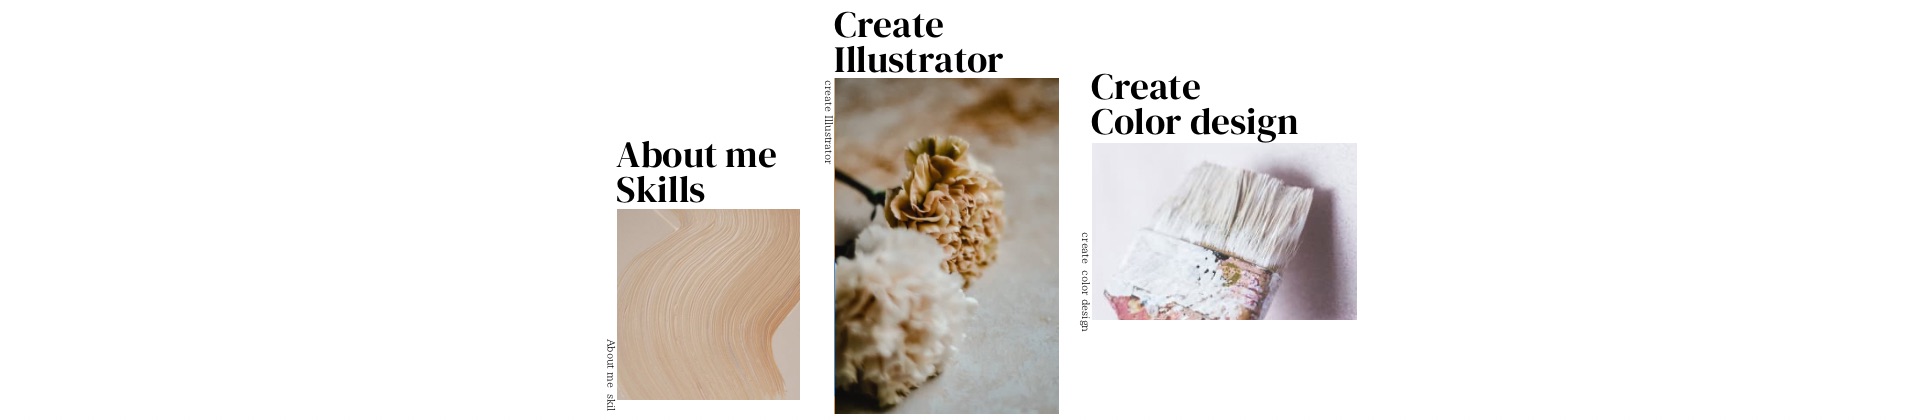 About me
Skills
About me skil
Create
Illustrator
create Illustrator
Create
Color design
create color design